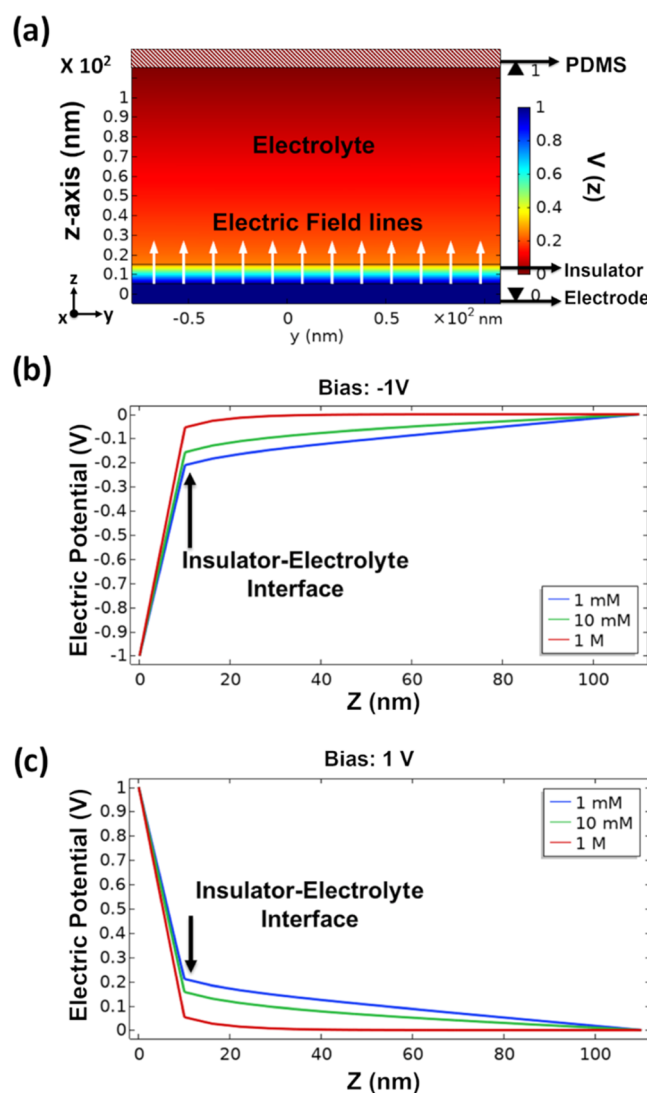 (a)
X 10²
PDMS
1
1
0.9
0.8
0.7
0.6
0.5
0.4
0.3
0.2
0.1
0
z-axis (nm)
Electrolyte
Electric Field lines
1
0.8
0.6
0.4
0.2
0
V (z)
Insulator
0
Electrode
z
x
y
-0.5
0
0.5
×10² nm
y (nm)
(b)
Bias: -1V
0
-0.1
-0.2
-0.3
-0.4
-0.5
-0.6
-0.7
-0.8
-0.9
-1
Electric Potential (V)
Insulator-Electrolyte
Interface
1 mM
10 mM
1 M
0
20
40
60
80
100
Z (nm)
(c)
Bias: 1 V
1
0.9
0.8
0.7
0.6
0.5
0.4
0.3
0.2
0.1
0
Electric Potential (V)
Insulator-Electrolyte
Interface
1 mM
10 mM
1 M
0
20
40
60
80
100
Z (nm)